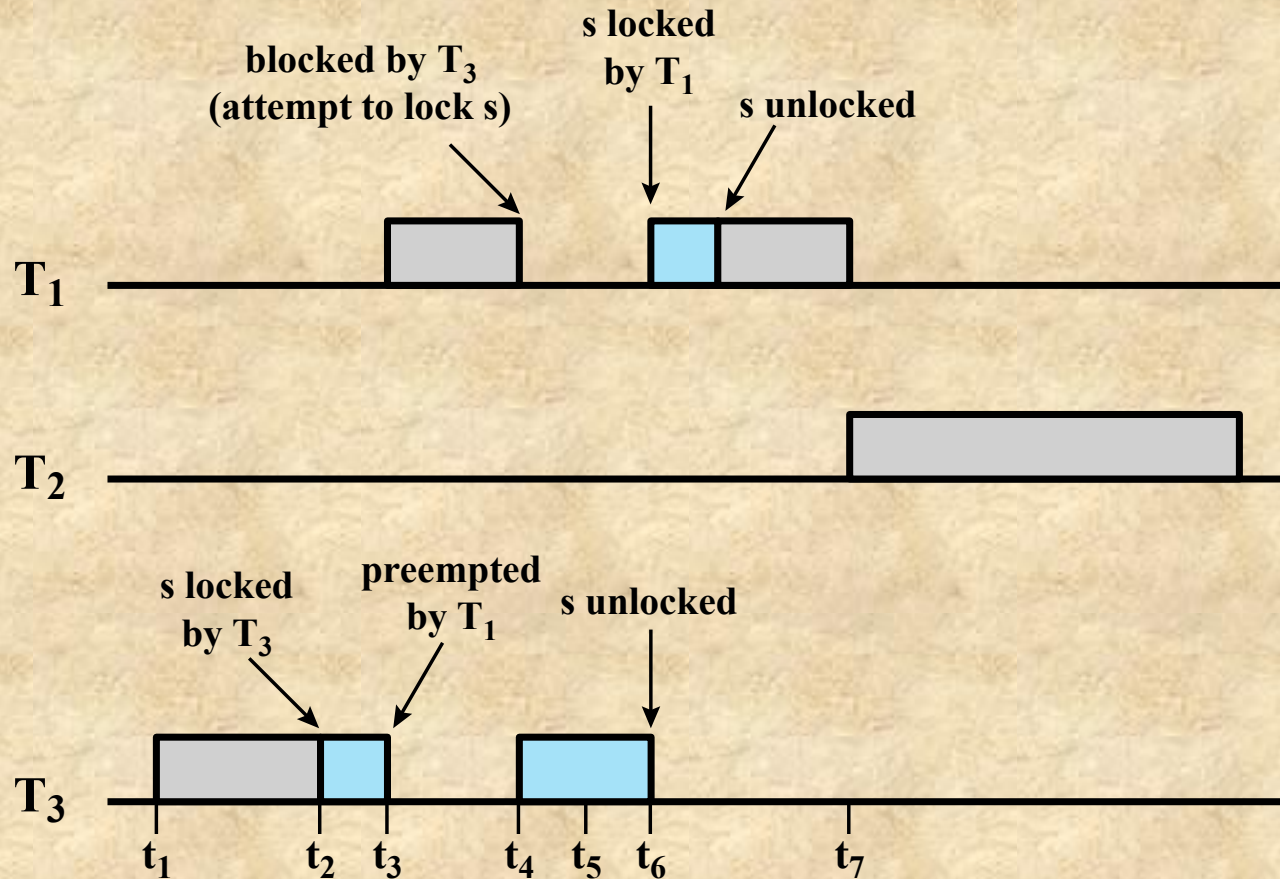 s locked
by T₁
blocked by T₃
(attempt to lock s)
s unlocked
T₁
T₂
s locked
by T₃
preempted
by T₁
s unlocked
T₃
t₁ t₂ t₃ t₄ t₅ t₆ t₇